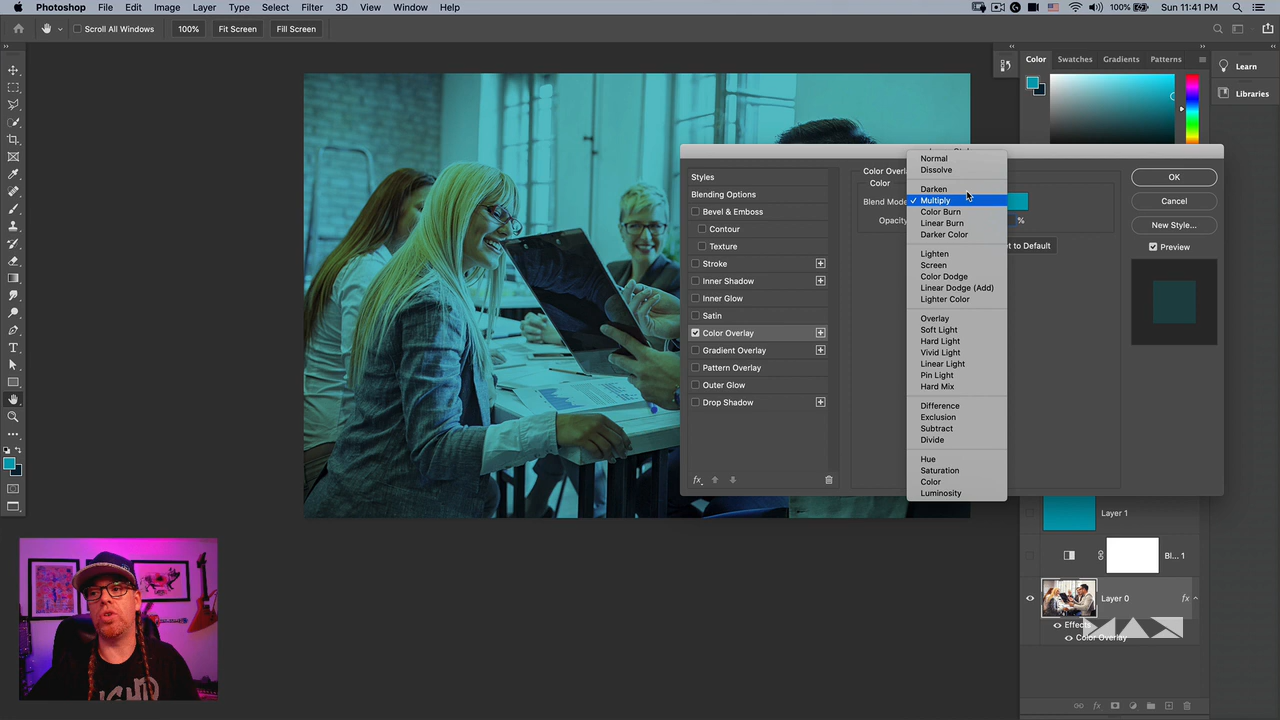 Photoshop File Edit Image Layer Type Select Filter 3D View Window Help 100% Sun 11:41 PM
Scroll All Windows 100% Fit Screen Fill Screen
Color Swatches Gradients Patterns
Learn
Libraries
Styles
Blending Options
Bevel & Emboss
Contour
Texture
Stroke
Inner Shadow
Inner Glow
Satin
Color Overlay
Gradient Overlay
Pattern Overlay
Outer Glow
Drop Shadow
fx
Color
Blend Mode
Opacity
%
Normal
Dissolve
Darken
Multiply
Color Burn
Linear Burn
Darker Color
Lighten
Screen
Color Dodge
Linear Dodge (Add)
Lighter Color
Overlay
Soft Light
Hard Light
Vivid Light
Linear Light
Pin Light
Hard Mix
Difference
Exclusion
Subtract
Divide
Hue
Saturation
Color
Luminosity
to Default
OK
Cancel
New Style...
Preview
Layer 1
Bl... 1
Layer 0 fx
Effects
Color Overlay
MAX
fx